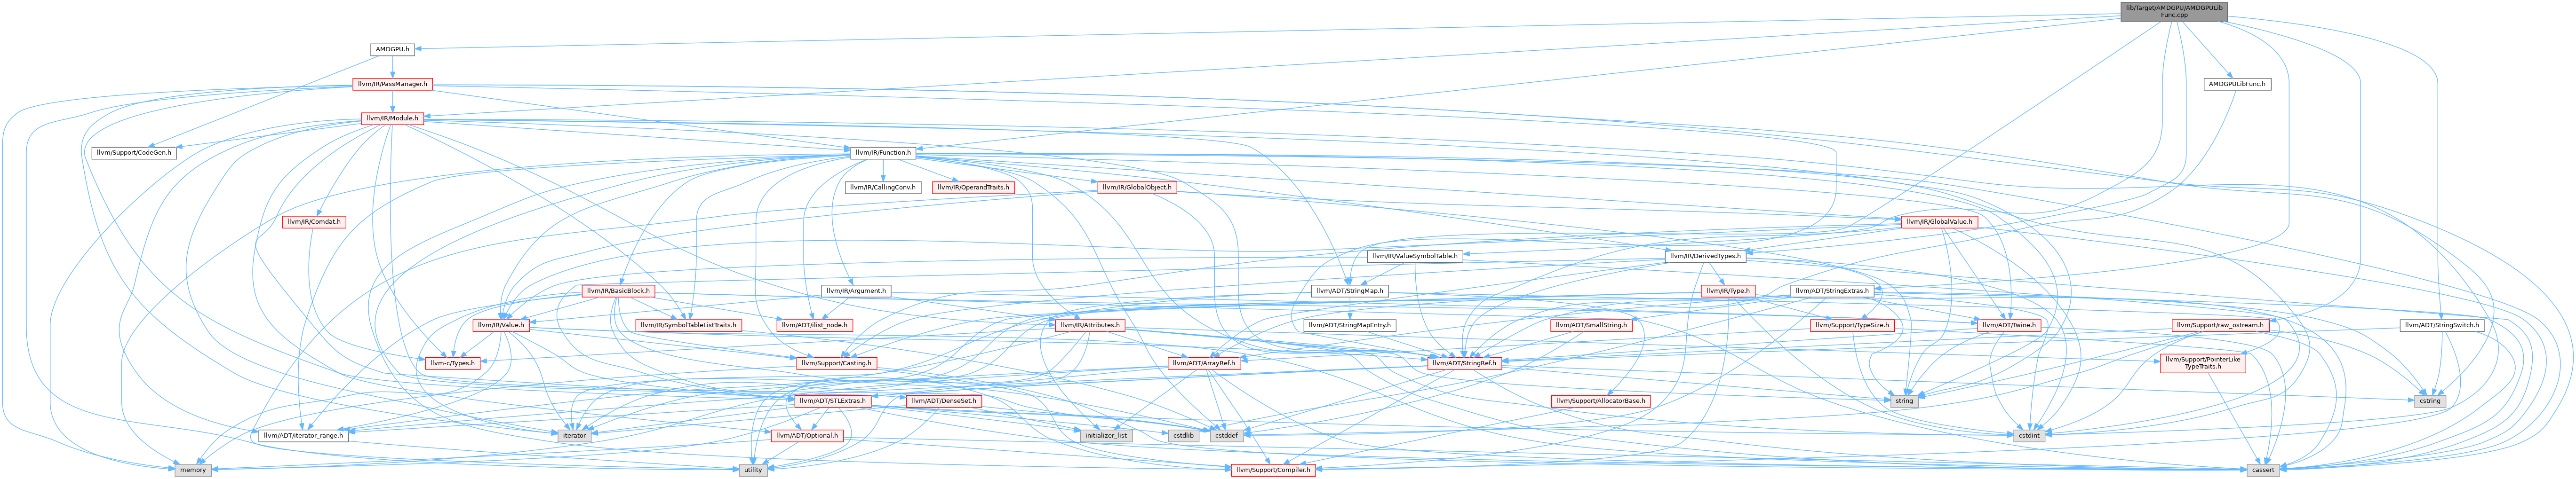 lib/Target/AMDGPU/AMDGPULib
Func.cpp
AMDGPU.h
llvm/IR/PassManager.h
AMDGPULibFunc.h
llvm/IR/Module.h
llvm/Support/CodeGen.h
llvm/IR/Function.h
llvm/IR/CallingConv.h
llvm/IR/OperandTraits.h
llvm/IR/GlobalObject.h
llvm/IR/Comdat.h
llvm/IR/GlobalValue.h
llvm/IR/ValueSymbolTable.h
llvm/IR/DerivedTypes.h
llvm/IR/BasicBlock.h
llvm/IR/Argument.h
llvm/ADT/StringMap.h
llvm/IR/Type.h
llvm/ADT/StringExtras.h
llvm/IR/Value.h
llvm/IR/SymbolTableListTraits.h
llvm/ADT/ilist_node.h
llvm/IR/Attributes.h
llvm/ADT/StringMapEntry.h
llvm/ADT/SmallString.h
llvm/Support/TypeSize.h
llvm/ADT/Twine.h
llvm/Support/raw_ostream.h
llvm/ADT/StringSwitch.h
llvm-c/Types.h
llvm/Support/Casting.h
llvm/ADT/ArrayRef.h
llvm/ADT/StringRef.h
llvm/Support/PointerLike
TypeTraits.h
llvm/ADT/STLExtras.h
llvm/ADT/DenseSet.h
llvm/Support/AllocatorBase.h
string
cstring
llvm/ADT/iterator_range.h
iterator
llvm/ADT/Optional.h
initializer_list
cstdlib
cstddef
cstdint
memory
utility
llvm/Support/Compiler.h
cassert